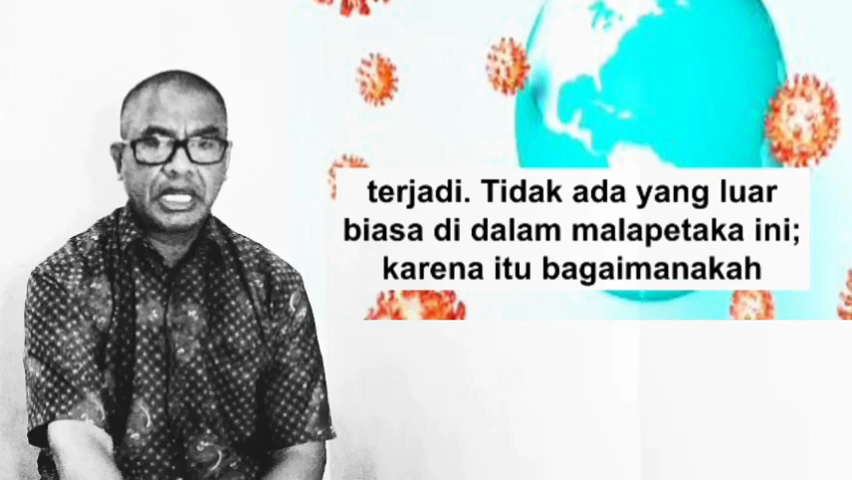 terjadi. Tidak ada yang luar
biasa di dalam malapetaka ini;
karena itu bagaimanakah